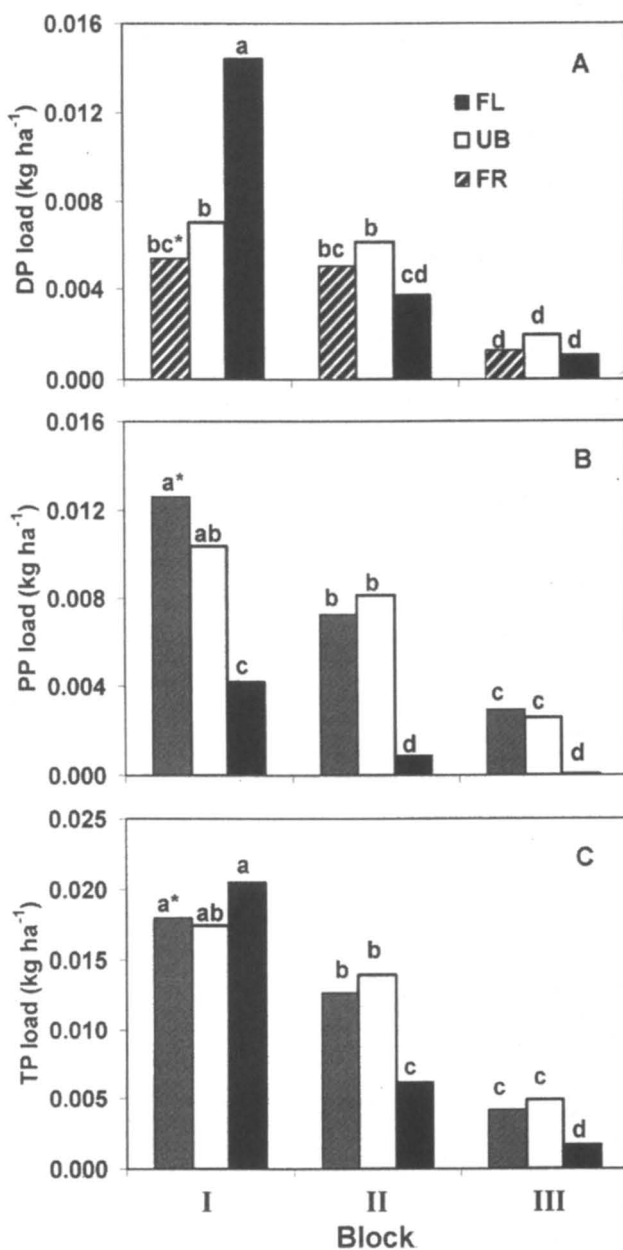 0.016
0.012
0.008
0.004
0.000
DP load (kg ha⁻¹)
A
FL
UB
FR
bc*
b
a
bc
b
cd
d
d
d
0.016
0.012
0.008
0.004
0.000
PP load (kg ha⁻¹)
B
a*
ab
c
b
b
d
c
c
d
0.025
0.020
0.015
0.010
0.005
0.000
TP load (kg ha⁻¹)
C
a*
ab
a
b
b
c
c
c
d
I
II
III
Block